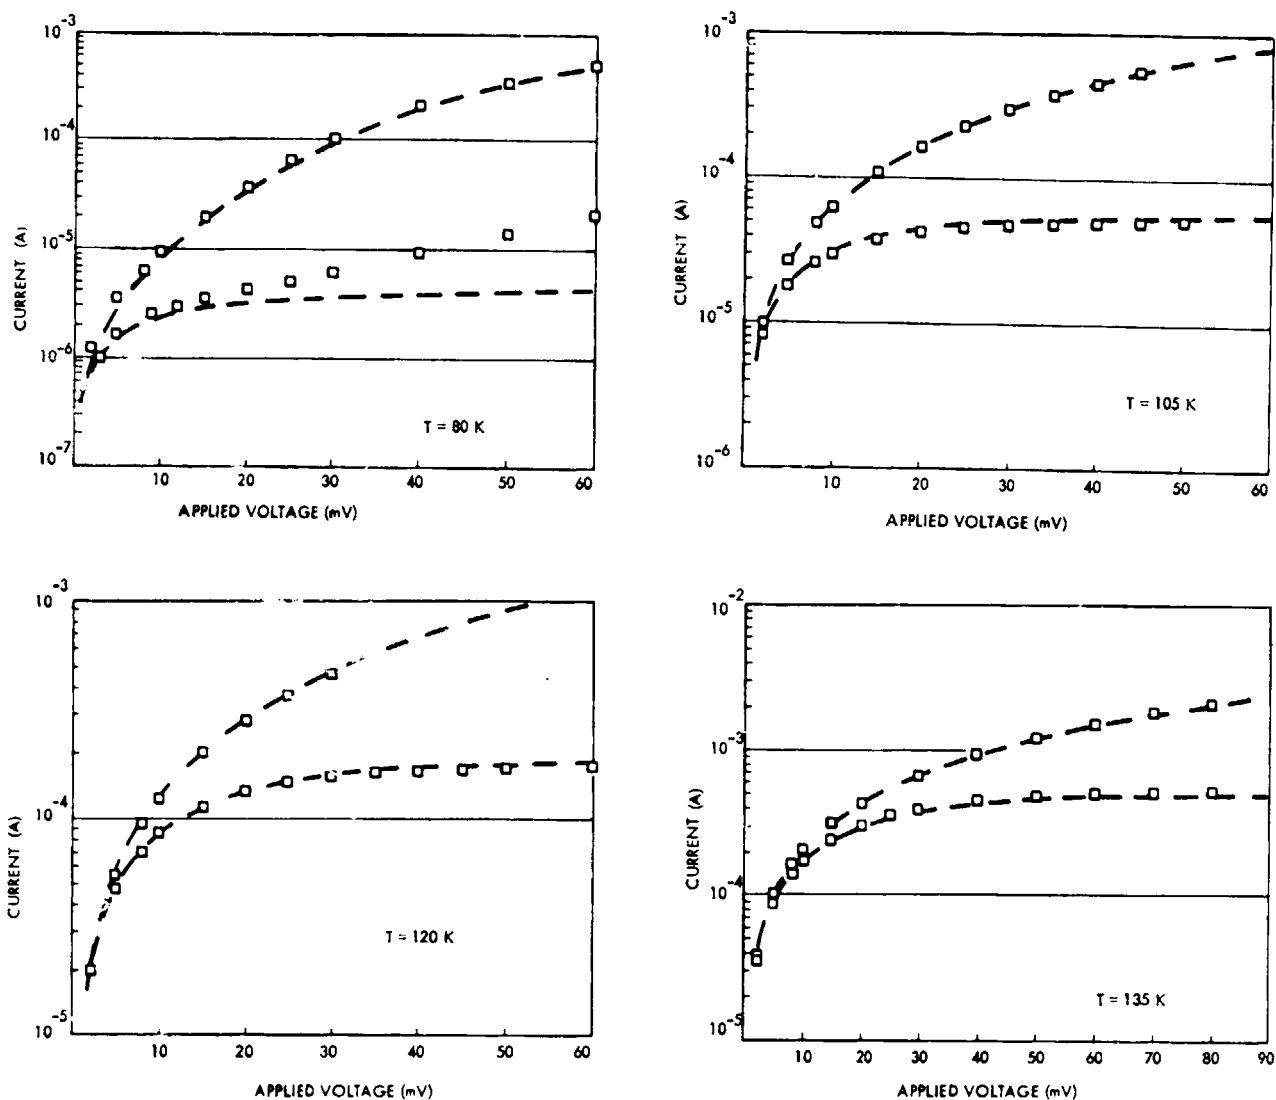 10-3
10-4
10-5
10-6
10-7
CURRENT (A)
T = 80 K
10 20 30 40 50 60
APPLIED VOLTAGE (mV)
10-3
10-4
10-5
10-6
CURRENT (A)
T = 105 K
10 20 30 40 50 60
APPLIED VOLTAGE (mV)
10-3
10-4
10-5
CURRENT (A)
T = 120 K
10 20 30 40 50 60
APPLIED VOLTAGE (mV)
10-2
10-3
10-4
10-5
CURRENT (A)
T = 135 K
10 20 30 40 50 60 70 80 90
APPLIED VOLTAGE (mV)